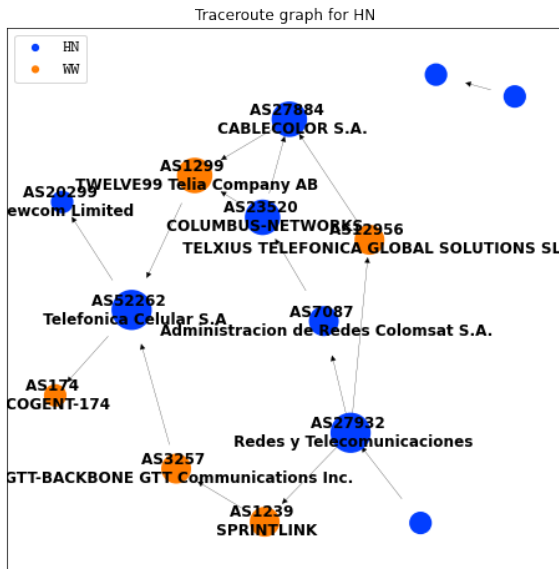 Traceroute graph for HN
HN
WW
AS27884
CABLECOLOR S.A.
AS1299
TWELVE99 Telia Company AB
AS20299
ewcom Limited
AS23520
COLUMBUS-NETWORKS
AS12956
TELXIUS TELEFONICA GLOBAL SOLUTIONS SL
AS52262
Telefonica Celular S.A
AS7087
Administracion de Redes Colomsat S.A.
AS174
COGENT-174
AS27932
Redes y Telecomunicaciones
AS3257
GTT-BACKBONE GTT Communications Inc.
AS1239
SPRINTLINK